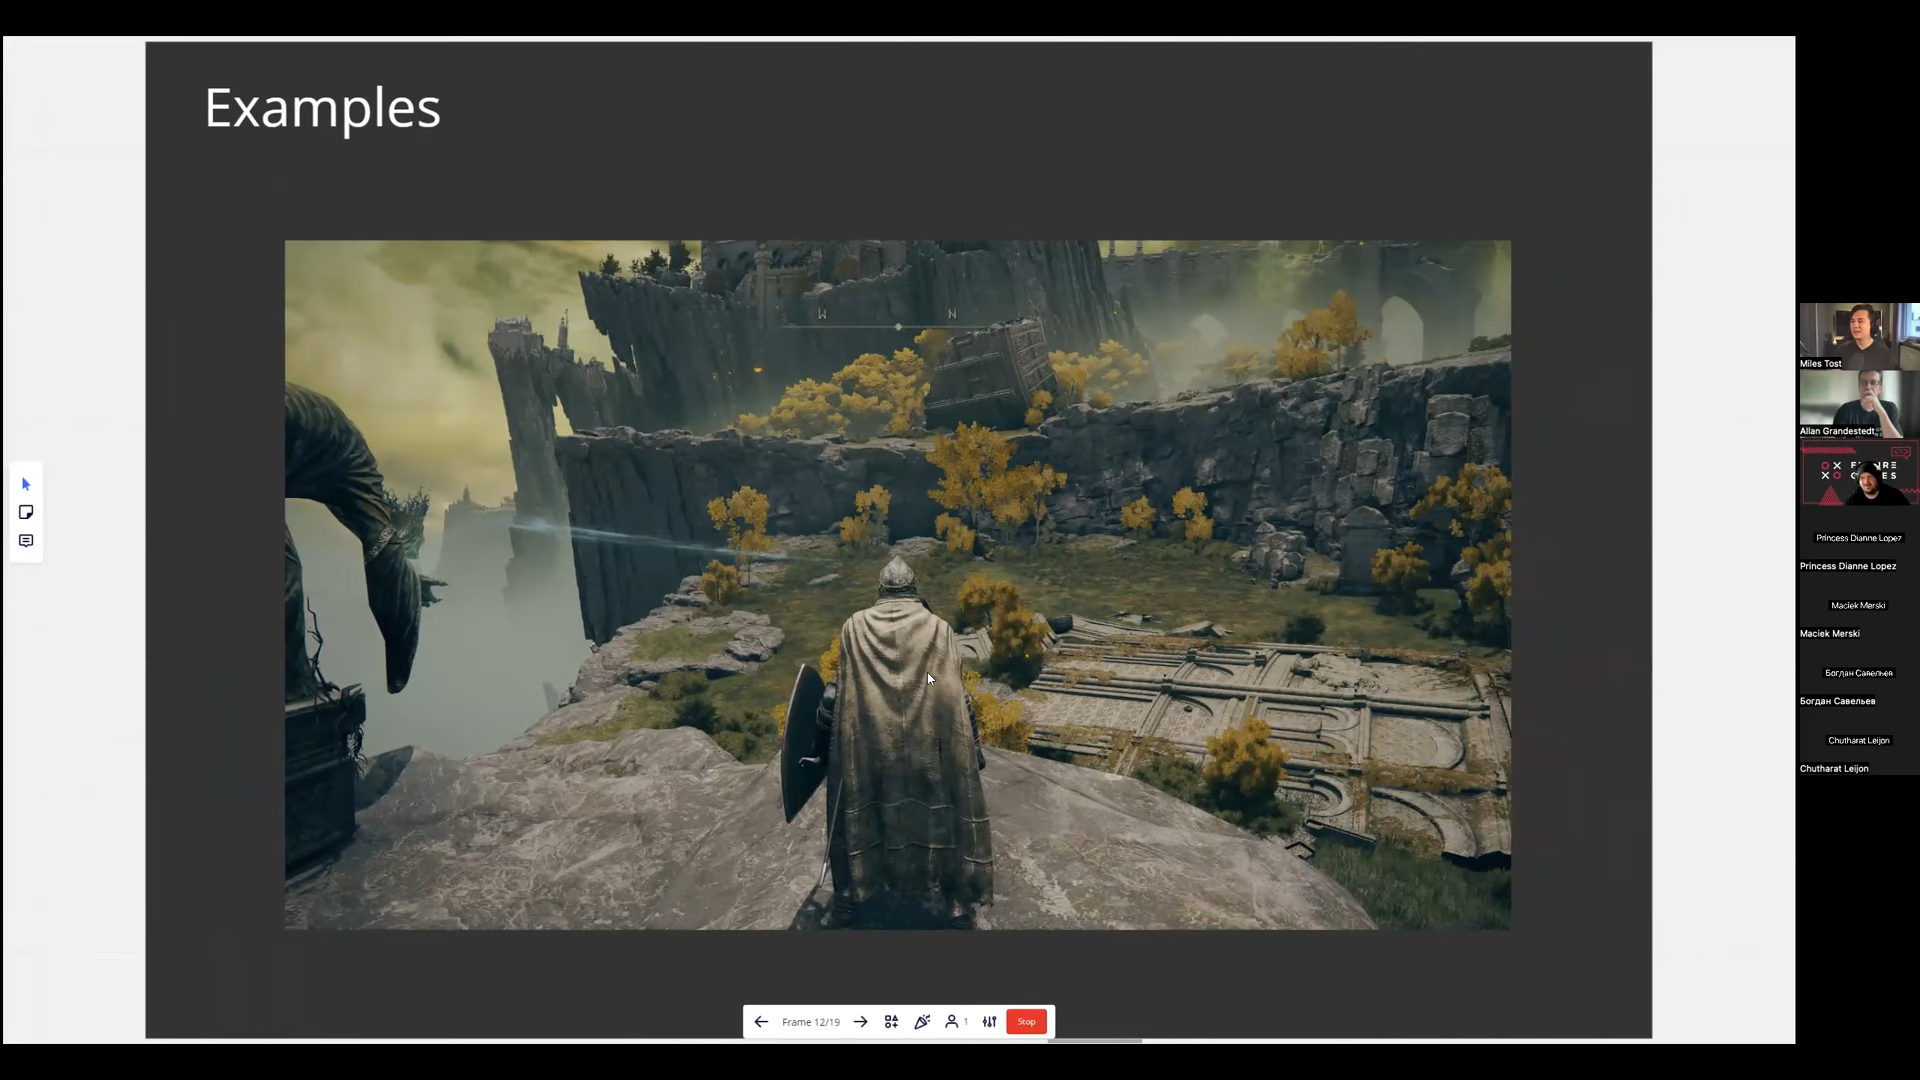 Examples
W N
Frame 12/19
1
Stop
Miles Tost
Allan Grandestedt
Princess Dianne Lopez
Princess Dianne Lopez
Maciek Merski
Maciek Merski
Богдан Савельев
Богдан Савельев
Chutharat Leijon
Chutharat Leijon